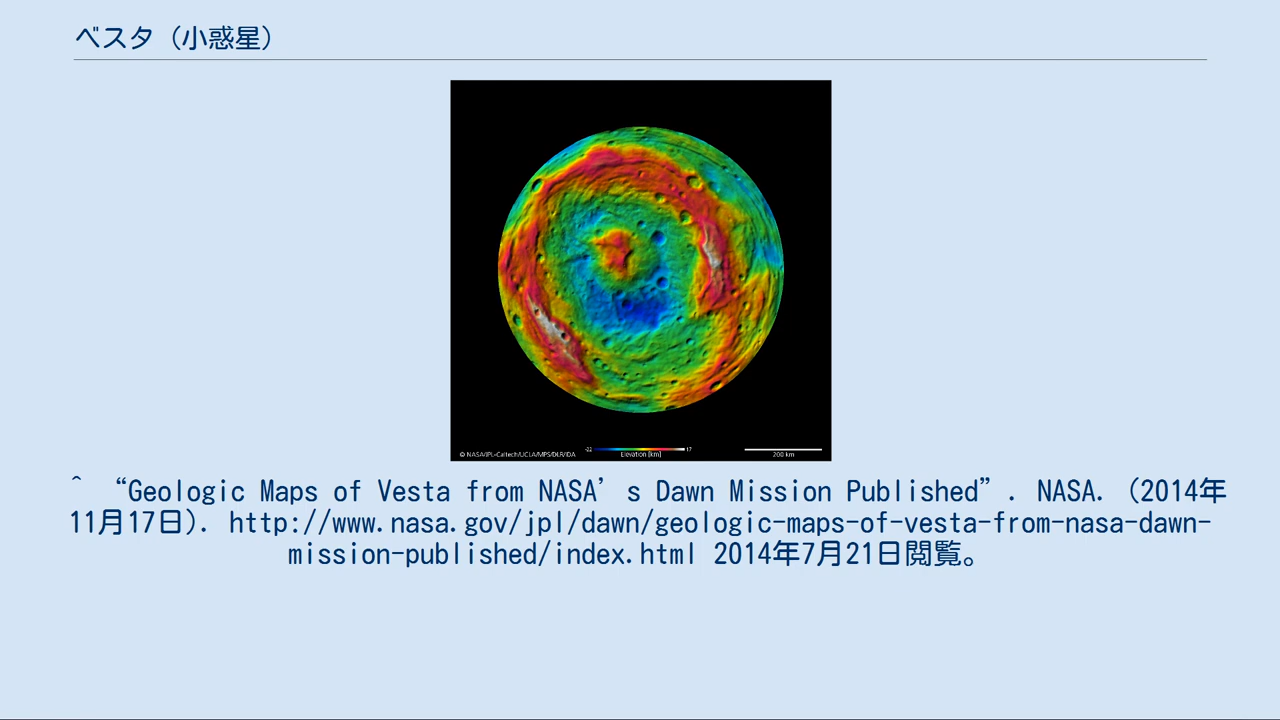 ベスタ（小惑星）
© NASA/JPL-Caltech/UCLA/MPS/DLR/IDA
-22
17
Elevation [km]
200 km
^ “Geologic Maps of Vesta from NASA’s Dawn Mission Published”. NASA. (2014年
11月17日). http://www.nasa.gov/jpl/dawn/geologic-maps-of-vesta-from-nasa-dawn-
mission-published/index.html 2014年7月21日閲覧。